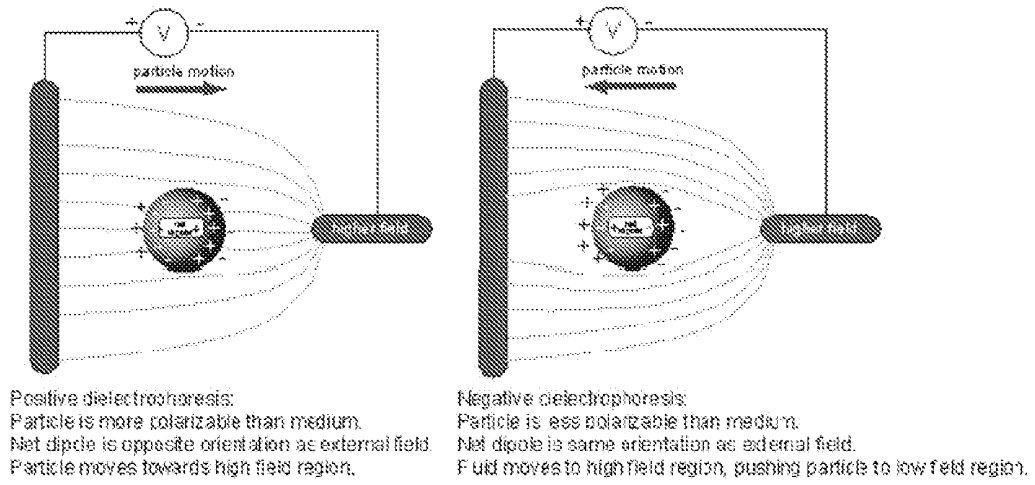 + V -
+ V -
particle motion
particle motion
net dipole
net dipole
higher field
higher field
Positive dielectrophoresis:
Particle is more polarizable than medium.
Net dipole is opposite orientation as external field.
Particle moves towards high field region.
Negative dielectrophoresis:
Particle is less polarizable than medium.
Net dipole is same orientation as external field.
Fluid moves to high field region, pushing particle to low field region.